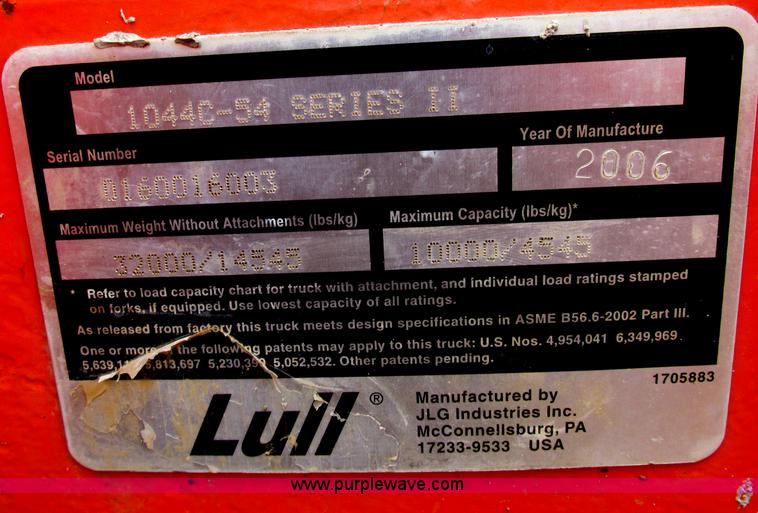 Model
1044C-54 SERIES II
Serial Number
0160016003
Year Of Manufacture
2006
Maximum Weight Without Attachments (lbs/kg)
32000/14545
Maximum Capacity (lbs/kg)*
10000/4545
* Refer to load capacity chart for truck with attachment, and individual load ratings stamped
on forks, if equipped. Use lowest capacity of all ratings.
As released from factory this truck meets design specifications in ASME B56.6-2002 Part III.
One or more of the following patents may apply to this truck: U.S. Nos. 4,954,041 6,349,969
5,813,697 5,052,532. Other patents pending.
1705883
Lull ®
Manufactured by
JLG Industries Inc.
McConnellsburg, PA
17233-9533 USA
www.purplewave.com